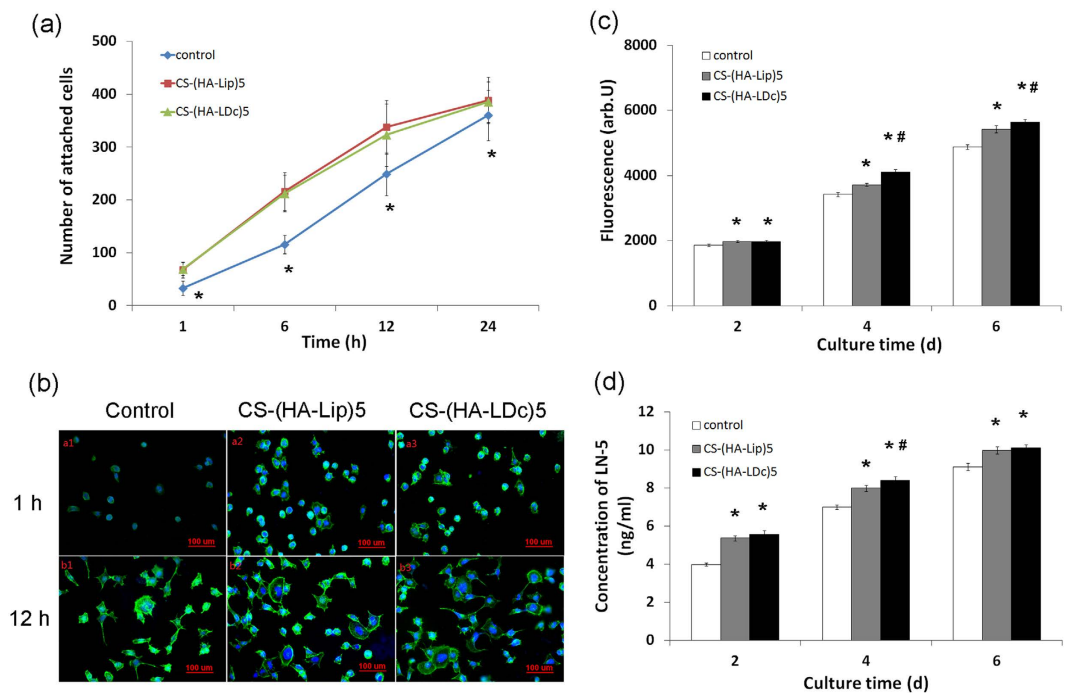 (a)
500
400
300
200
100
0
control
CS-(HA-Lip)5
CS-(HA-LDc)5
Number of attached cells
*
*
*
*
1 6 12 24
Time (h)
(b)
Control CS-(HA-Lip)5 CS-(HA-LDc)5
1 h
a1 a2 a3
100 um 100 um 100 um
12 h
b1 b2 b3
100 um 100 um 100 um
(c)
8000
6000
4000
2000
0
control
CS-(HA-Lip)5
CS-(HA-LDc)5
Fluorescence (arb.U)
* *
* * #
* * #
2 4 6
Culture time (d)
(d)
12
10
8
6
4
2
0
control
CS-(HA-Lip)5
CS-(HA-LDc)5
Concentration of LN-5
(ng/ml)
* *
* * #
* *
2 4 6
Culture time (d)